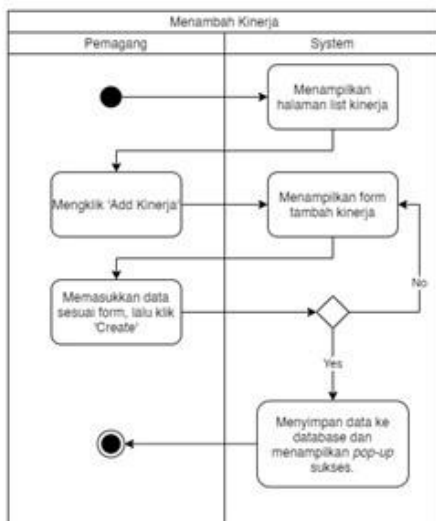 Menambah Kinerja
Pemagang
System
Menampilkan
halaman list kinerja
Mengklik 'Add Kinerja'
Menampilkan form
tambah kinerja
Memasukkan data
sesuai form, lalu klik
'Create'
No
Yes
Menyimpan data ke
database dan
menampilkan pop-up
sukses.